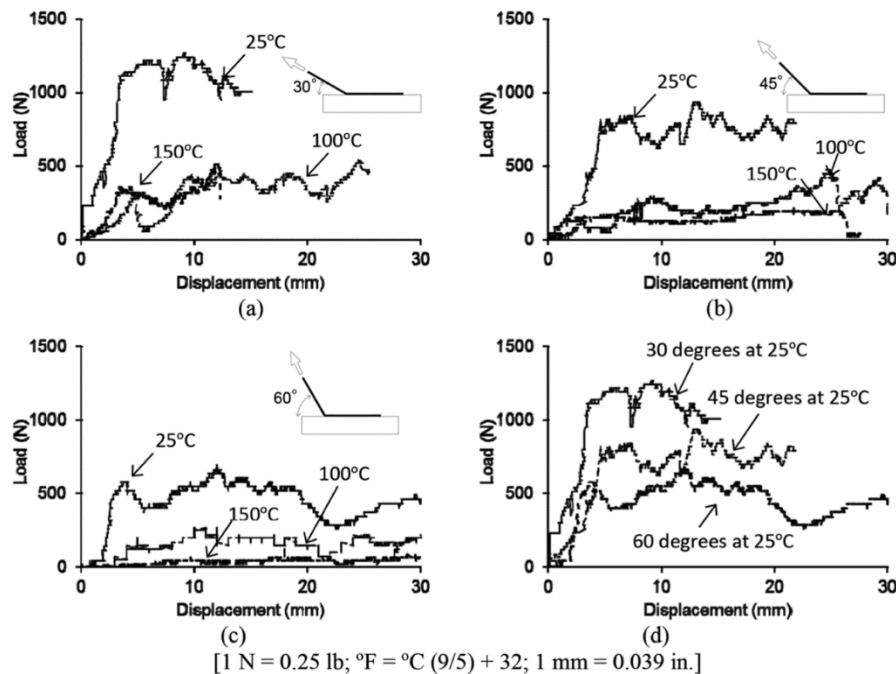 1500
1000
500
0
Load (N)
25°C
30°
150°C
100°C
0
10
20
30
Displacement (mm)
(a)
1500
1000
500
0
Load (N)
25°C
45°
100°C
150°C
0
10
20
30
Displacement (mm)
(b)
1500
1000
500
0
Load (N)
60°
25°C
100°C
150°C
0
10
20
30
Displacement (mm)
(c)
1500
1000
500
0
Load (N)
30 degrees at 25°C
45 degrees at 25°C
60 degrees at 25°C
0
10
20
30
Displacement (mm)
(d)
[1 N = 0.25 lb; °F = °C (9/5) + 32; 1 mm = 0.039 in.]